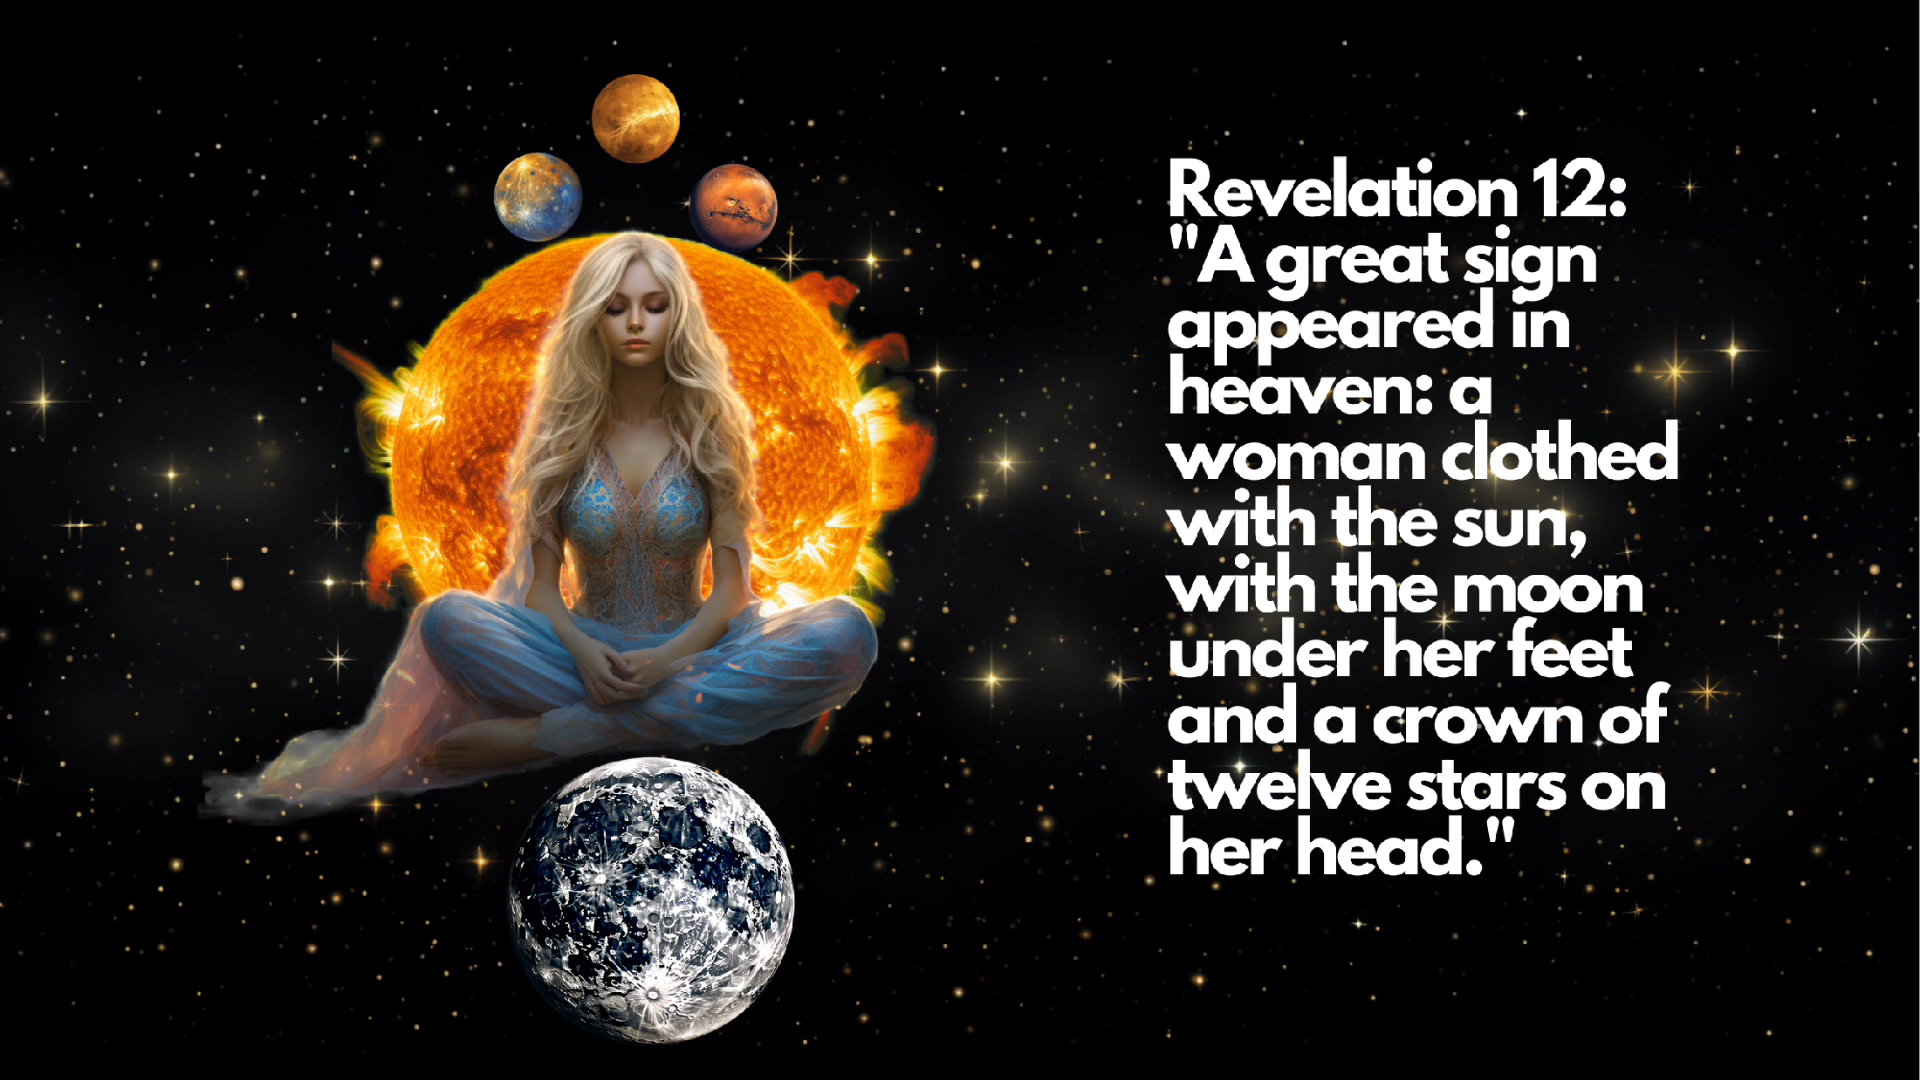 Revelation 12:
"A great sign
appeared in
heaven: a
woman clothed
with the sun,
with the moon
under her feet
and a crown of
twelve stars on
her head."